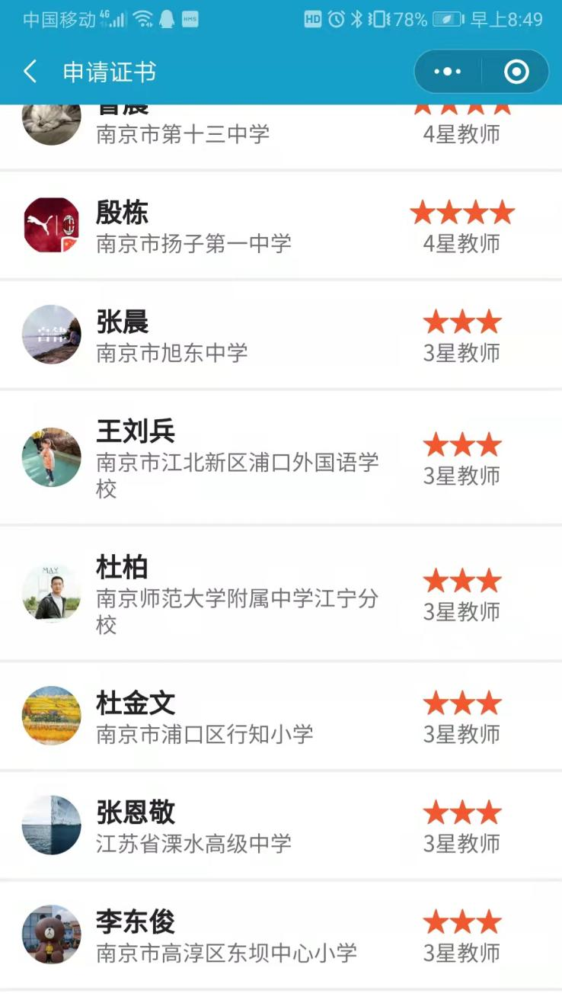 中国移动 4G HMS HD 78% 早上8:49
申请证书
南京市第十三中学 4星教师
殷栋
南京市扬子第一中学 4星教师
张晨
南京市旭东中学 3星教师
王刘兵
南京市江北新区浦口外国语学
校
3星教师
杜柏
南京师范大学附属中学江宁分
校
3星教师
杜金文
南京市浦口区行知小学 3星教师
张恩敬
江苏省溧水高级中学 3星教师
李东俊
南京市高淳区东坝中心小学 3星教师
MAY